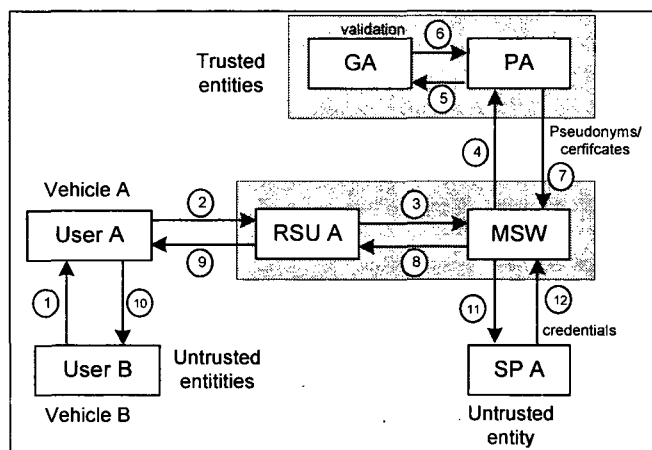 validation
6
Trusted
entities
GA
PA
5
Pseudonyms/
cerfifcates
4
7
Vehicle A
2
3
User A
RSU A
MSW
9
8
1
10
11
12
credentials
User B
Untrusted
entitities
SP A
Vehicle B
Untrusted
entity